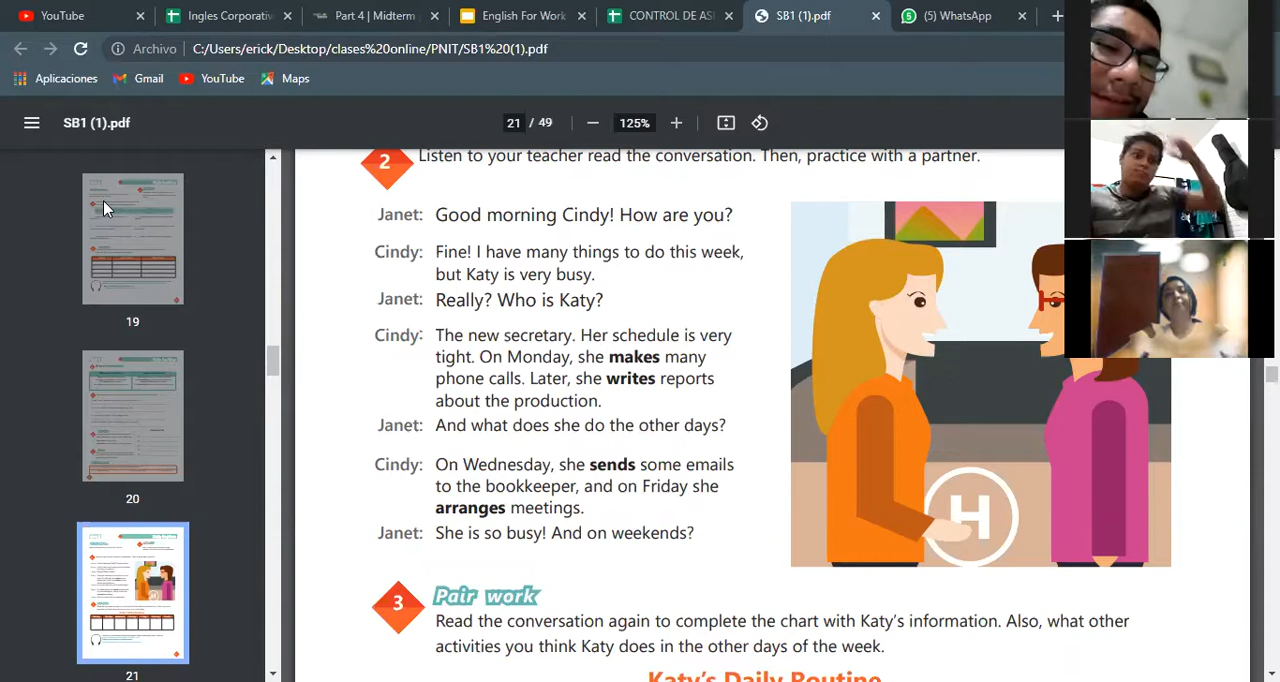 YouTube
Ingles Corporativ
Part 4 | Midterm
English For Work
CONTROL DE ASI
SB1 (1).pdf
(5) WhatsApp
Archivo
C:/Users/erick/Desktop/clases%20online/PNIT/SB1%20(1).pdf
Aplicaciones
Gmail
YouTube
Maps
SB1 (1).pdf
21 / 49
125%
19
20
21
2
Listen to your teacher read the conversation. Then, practice with a partner.
Janet: Good morning Cindy! How are you?
Cindy: Fine! I have many things to do this week,
but Katy is very busy.
Janet: Really? Who is Katy?
Cindy: The new secretary. Her schedule is very
tight. On Monday, she makes many
phone calls. Later, she writes reports
about the production.
Janet: And what does she do the other days?
Cindy: On Wednesday, she sends some emails
to the bookkeeper, and on Friday she
arranges meetings.
Janet: She is so busy! And on weekends?
H
3
Pair work
Read the conversation again to complete the chart with Katy's information. Also, what other
activities you think Katy does in the other days of the week.
Katy's Daily Routine